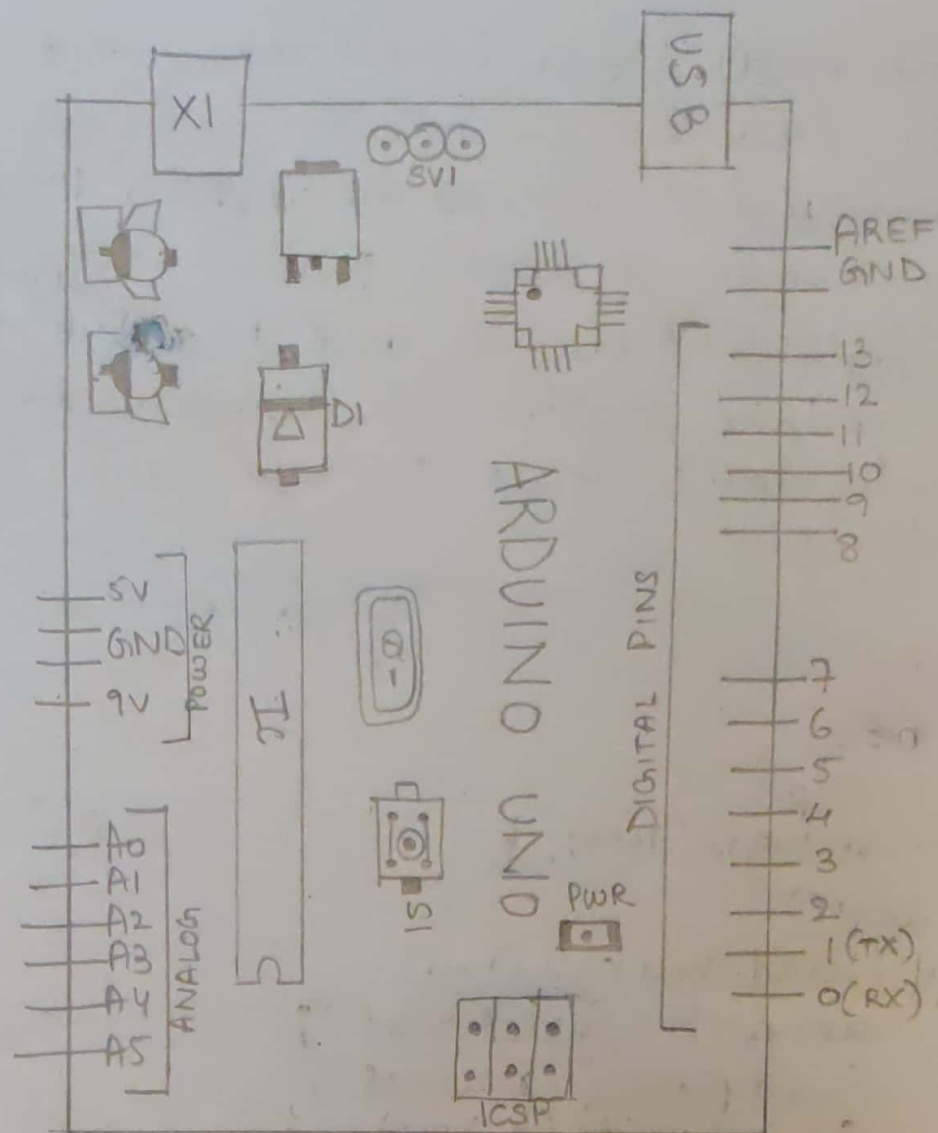 X1
USB
SV1
AREF
GND
13
12
D1
11
10
9
8
ARDUINO UNO
DIGITAL PINS
5V
GND
9V
POWER
IC
7
6
5
4
3
2
1(TX)
0(RX)
A0
A1
A2
A3
A4
A5
ANALOG
S1
PWR
ICSP